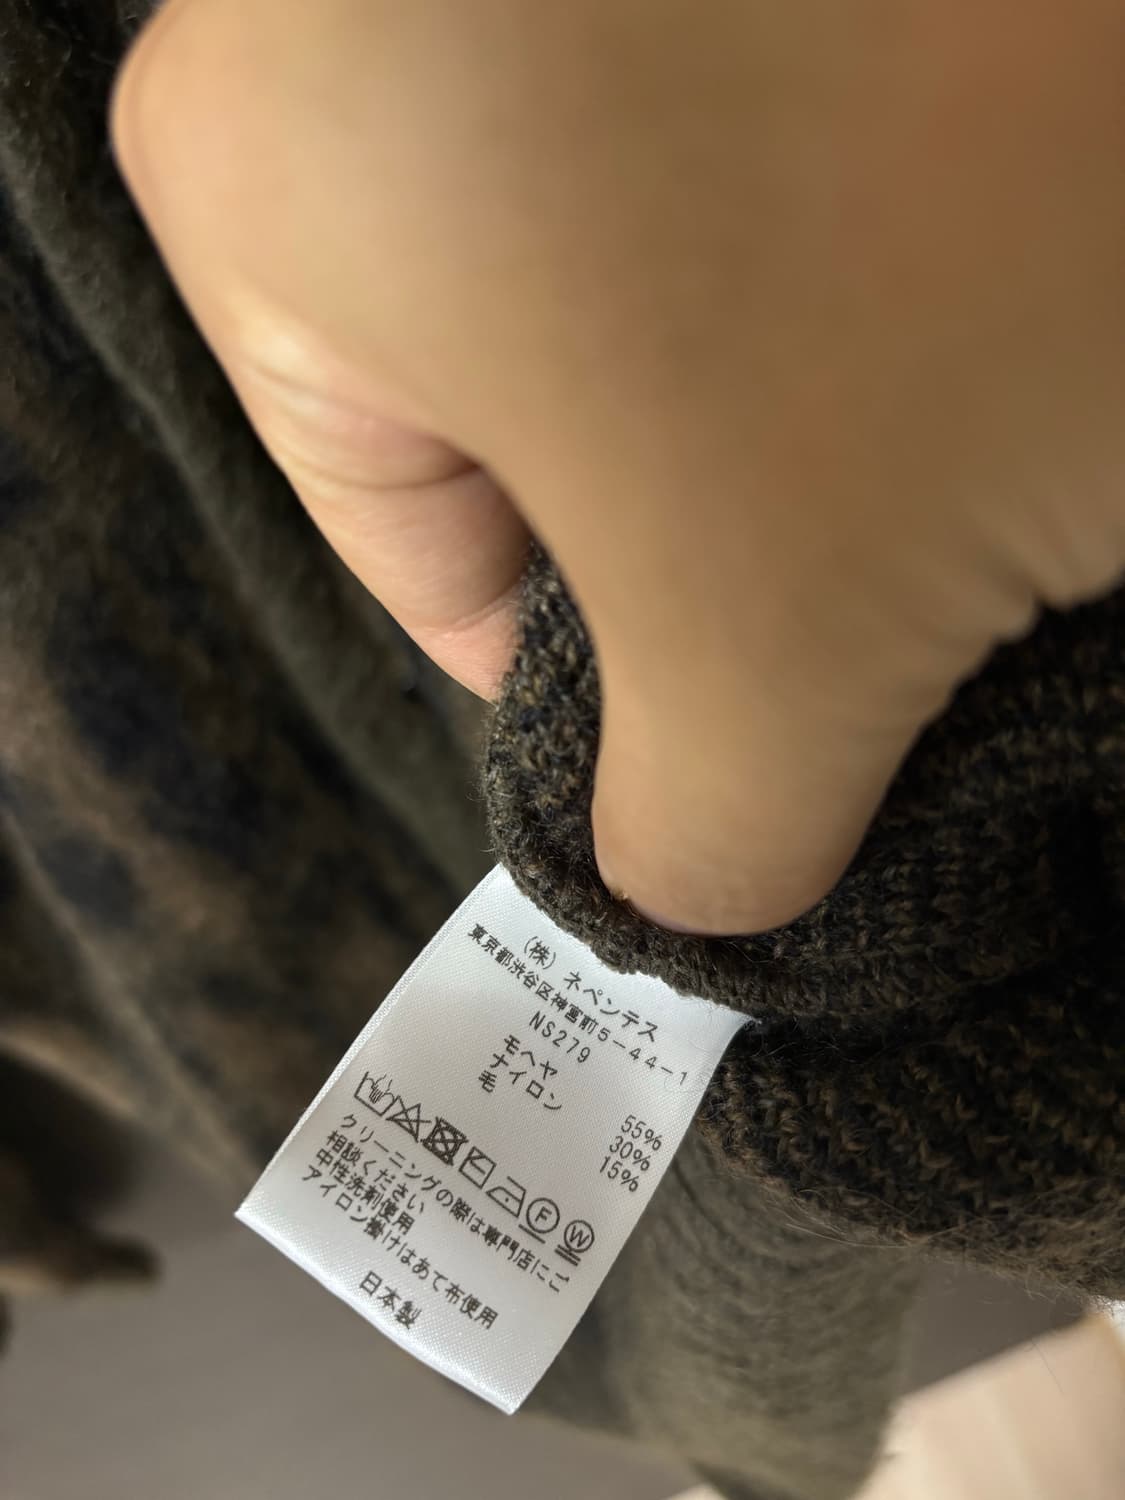 (株) ネペンテス
東京都渋谷区神宮前5-44-1
NS279
モヘヤ 55%
ナイロン 30%
毛 15%
F W
クリーニングの際は専門店にご
相談ください
中性洗剤使用
アイロン掛けはあて布使用
日本製